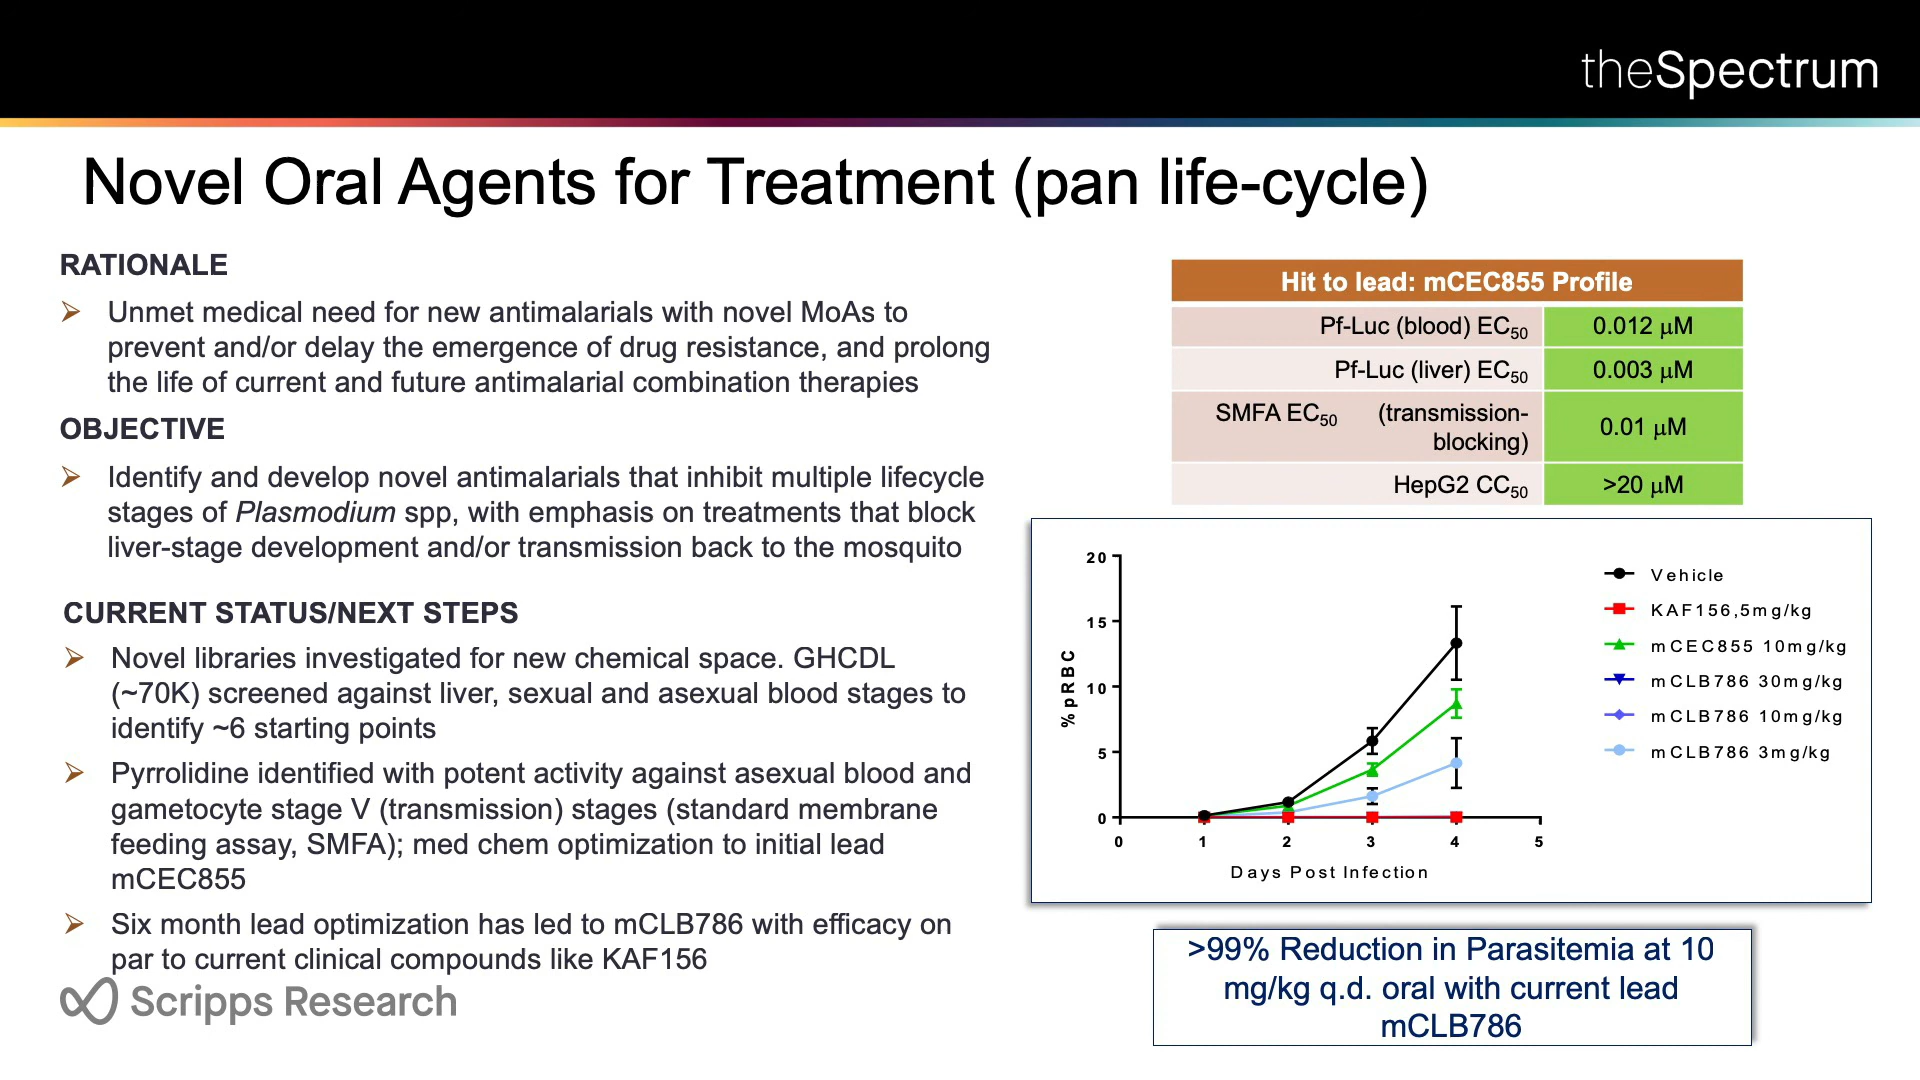 theSpectrum
Novel Oral Agents for Treatment (pan life-cycle)
RATIONALE
➢ Unmet medical need for new antimalarials with novel MoAs to
prevent and/or delay the emergence of drug resistance, and prolong
the life of current and future antimalarial combination therapies
OBJECTIVE
➢ Identify and develop novel antimalarials that inhibit multiple lifecycle
stages of Plasmodium spp, with emphasis on treatments that block
liver-stage development and/or transmission back to the mosquito
CURRENT STATUS/NEXT STEPS
➢ Novel libraries investigated for new chemical space. GHCDL
(~70K) screened against liver, sexual and asexual blood stages to
identify ~6 starting points
➢ Pyrrolidine identified with potent activity against asexual blood and
gametocyte stage V (transmission) stages (standard membrane
feeding assay, SMFA); med chem optimization to initial lead
mCEC855
➢ Six month lead optimization has led to mCLB786 with efficacy on
par to current clinical compounds like KAF156
Scripps Research
Hit to lead: mCEC855 Profile
Pf-Luc (blood) EC50 0.012 µM
Pf-Luc (liver) EC50 0.003 µM
SMFA EC50 (transmission-
blocking) 0.01 µM
HepG2 CC50 >20 µM
20
15
10
5
0
%pRBC
0 1 2 3 4 5
Days Post Infection
Vehicle
KAF156,5mg/kg
mCEC855 10mg/kg
mCLB786 30mg/kg
mCLB786 10mg/kg
mCLB786 3mg/kg
>99% Reduction in Parasitemia at 10
mg/kg q.d. oral with current lead
mCLB786